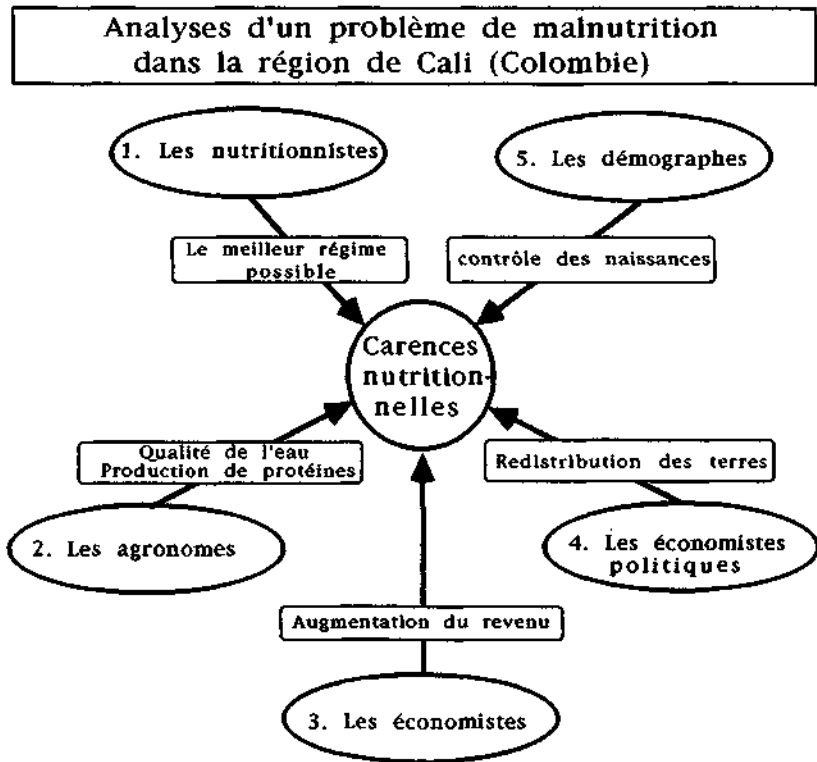 Analyses d'un problème de malnutrition
dans la région de Cali (Colombie)
1. Les nutritionnistes
5. Les démographes
Le meilleur régime
possible
contrôle des naissances
Carences
nutrition-
nelles
Qualité de l'eau
Production de protéines
Redistribution des terres
2. Les agronomes
4. Les économistes
politiques
Augmentation du revenu
3. Les économistes